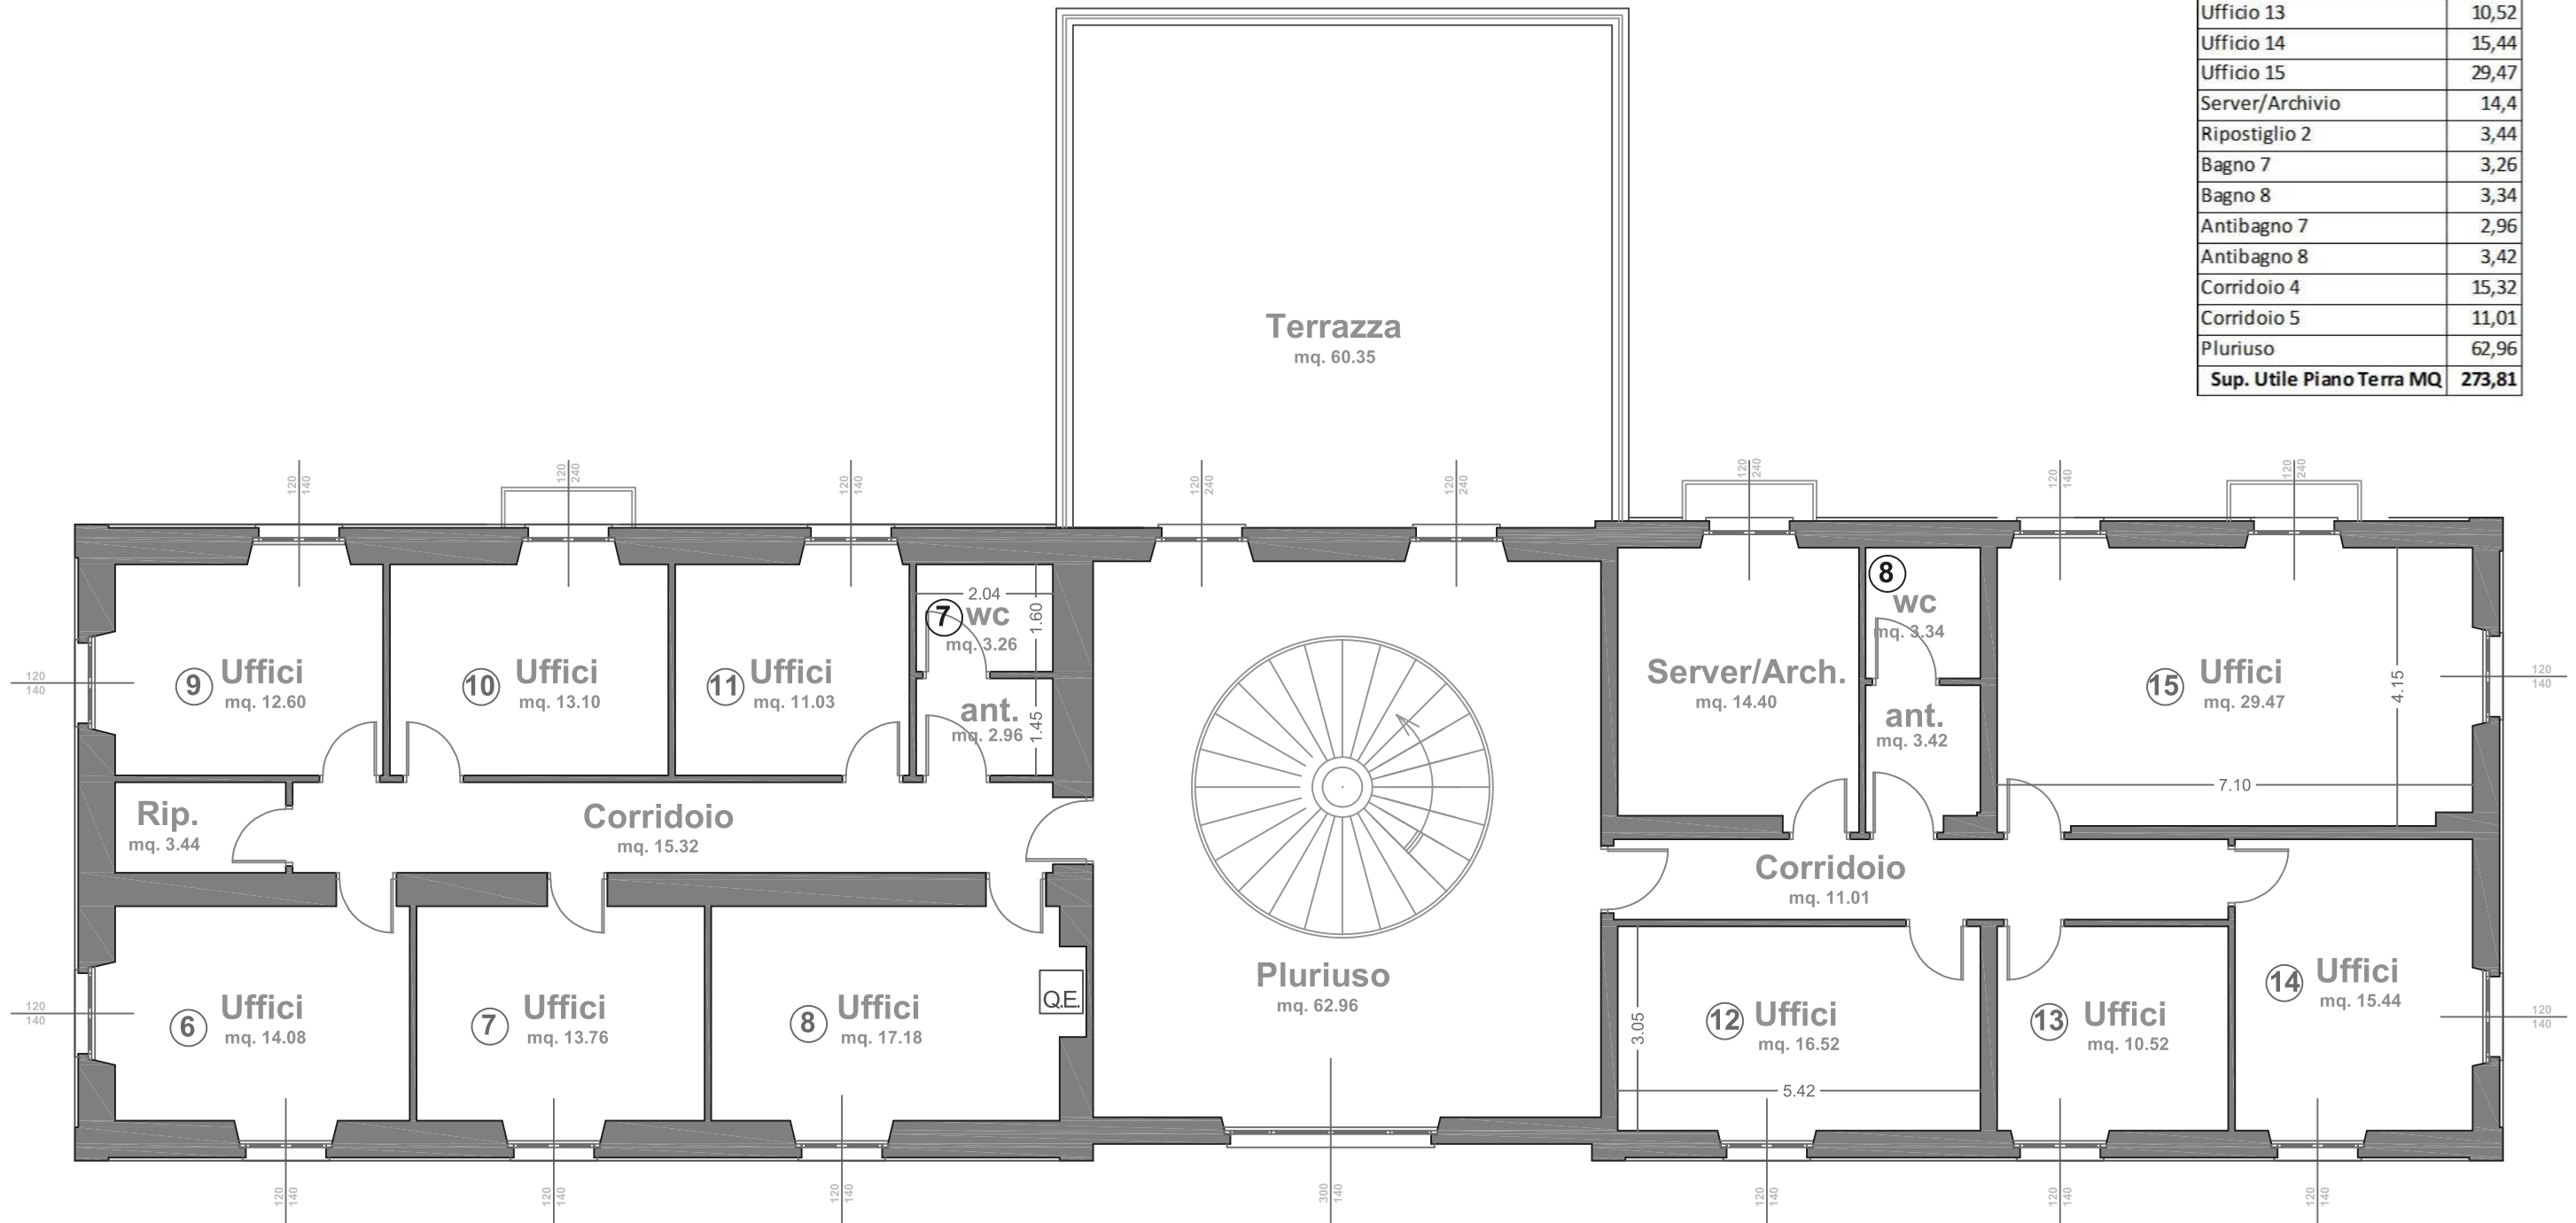 Ufficio 13 10,52
Ufficio 14 15,44
Ufficio 15 29,47
Server/Archivio 14,4
Ripostiglio 2 3,44
Bagno 7 3,26
Bagno 8 3,34
Antibagno 7 2,96
Antibagno 8 3,42
Corridoio 4 15,32
Corridoio 5 11,01
Pluriuso 62,96
Sup. Utile Piano Terra MQ 273,81
Terrazza
mq. 60.35
120 140
120 240
120 140
120 240
120 240
120 240
120 140
120 240
9 Uffici
mq. 12.60
10 Uffici
mq. 13.10
11 Uffici
mq. 11.03
2.04
7 wc
mq. 3.26
1.60
ant.
mq. 2.96
1.45
Server/Arch.
mq. 14.40
8
wc
mq. 3.34
ant.
mq. 3.42
15 Uffici
mq. 29.47
4.15
7.10
120
140
120
140
Rip.
mq. 3.44
Corridoio
mq. 15.32
Corridoio
mq. 11.01
6 Uffici
mq. 14.08
7 Uffici
mq. 13.76
8 Uffici
mq. 17.18
Q.E.
Pluriuso
mq. 62.96
3.05
12 Uffici
mq. 16.52
5.42
13 Uffici
mq. 10.52
14 Uffici
mq. 15.44
120
140
120
140
120 140
120 140
120 140
300 140
120 140
120 140
120 140